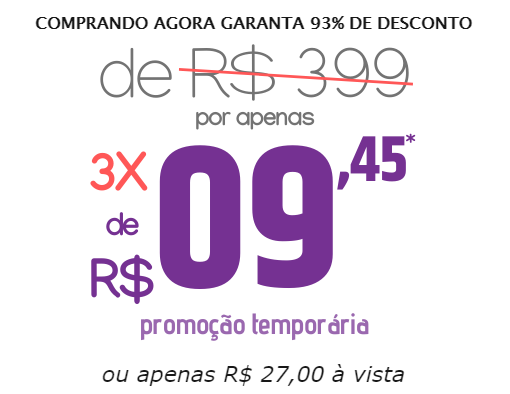 COMPRANDO AGORA GARANTA 93% DE DESCONTO
de R$ 399
por apenas
3X de R$ 09,45*
promoção temporária
ou apenas R$ 27,00 à vista